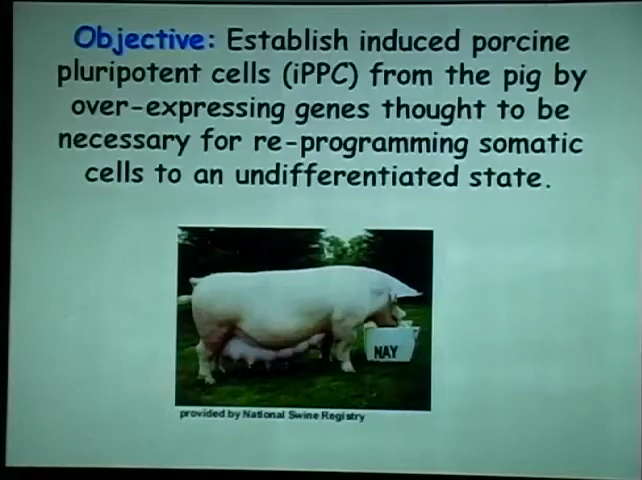 Objective: Establish induced porcine
pluripotent cells (iPPC) from the pig by
over-expressing genes thought to be
necessary for re-programming somatic
cells to an undifferentiated state.
NAY
provided by National Swine Registry